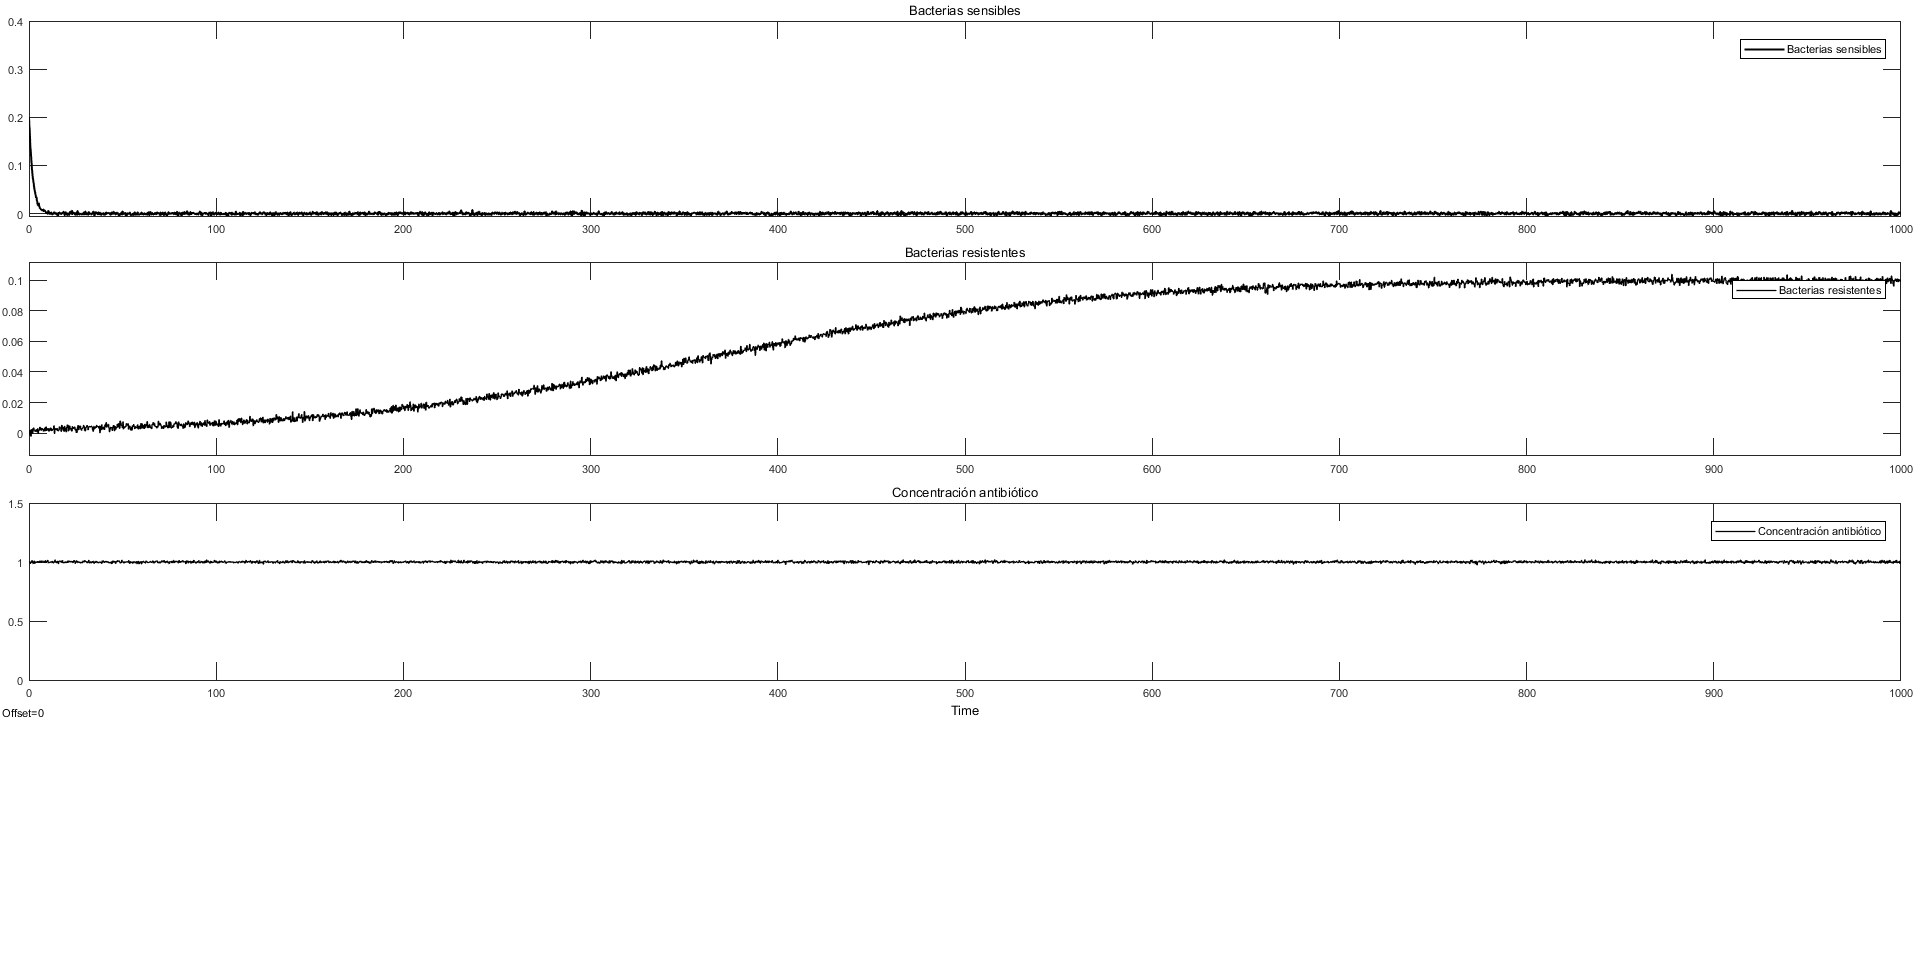 Bacterias sensibles
0.4
0.3
0.2
0.1
0
Bacterias sensibles
0 100 200 300 400 500 600 700 800 900 1000
Bacterias resistentes
0.1
0.08
0.06
0.04
0.02
0
Bacterias resistentes
0 100 200 300 400 500 600 700 800 900 1000
Concentración antibiótico
1.5
1
0.5
0
Concentración antibiótico
0 100 200 300 400 500 600 700 800 900 1000
Offset=0
Time